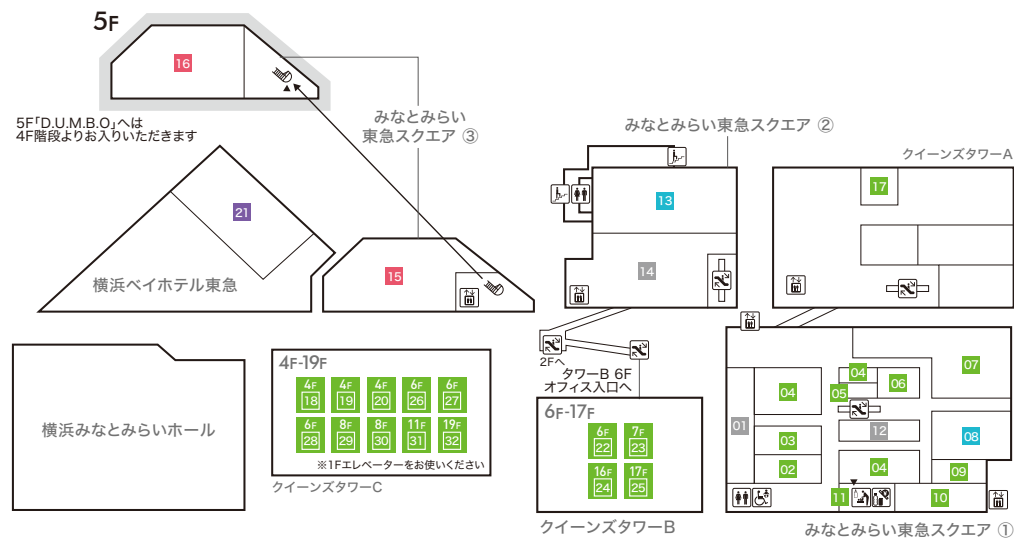 5F
16
5F「D.U.M.B.O」へは
4F階段よりお入りいただきます
みなとみらい
東急スクエア ③
みなとみらい東急スクエア ②
クイーンズタワーA
13
14
17
21
横浜ベイホテル東急
15
2Fへ
タワーB 6F
オフィス入口へ
横浜みなとみらいホール
4F-19F
4F 4F 4F 6F 6F
18 19 20 26 27
6F 8F 8F 11F 19F
28 29 30 31 32
※1Fエレベーターをお使いください
クイーンズタワーC
6F-17F
6F 7F
22 23
16F 17F
24 25
クイーンズタワーB
01
04
03
02
04
05
06
07
12
08
04
09
11
10
みなとみらい東急スクエア ①